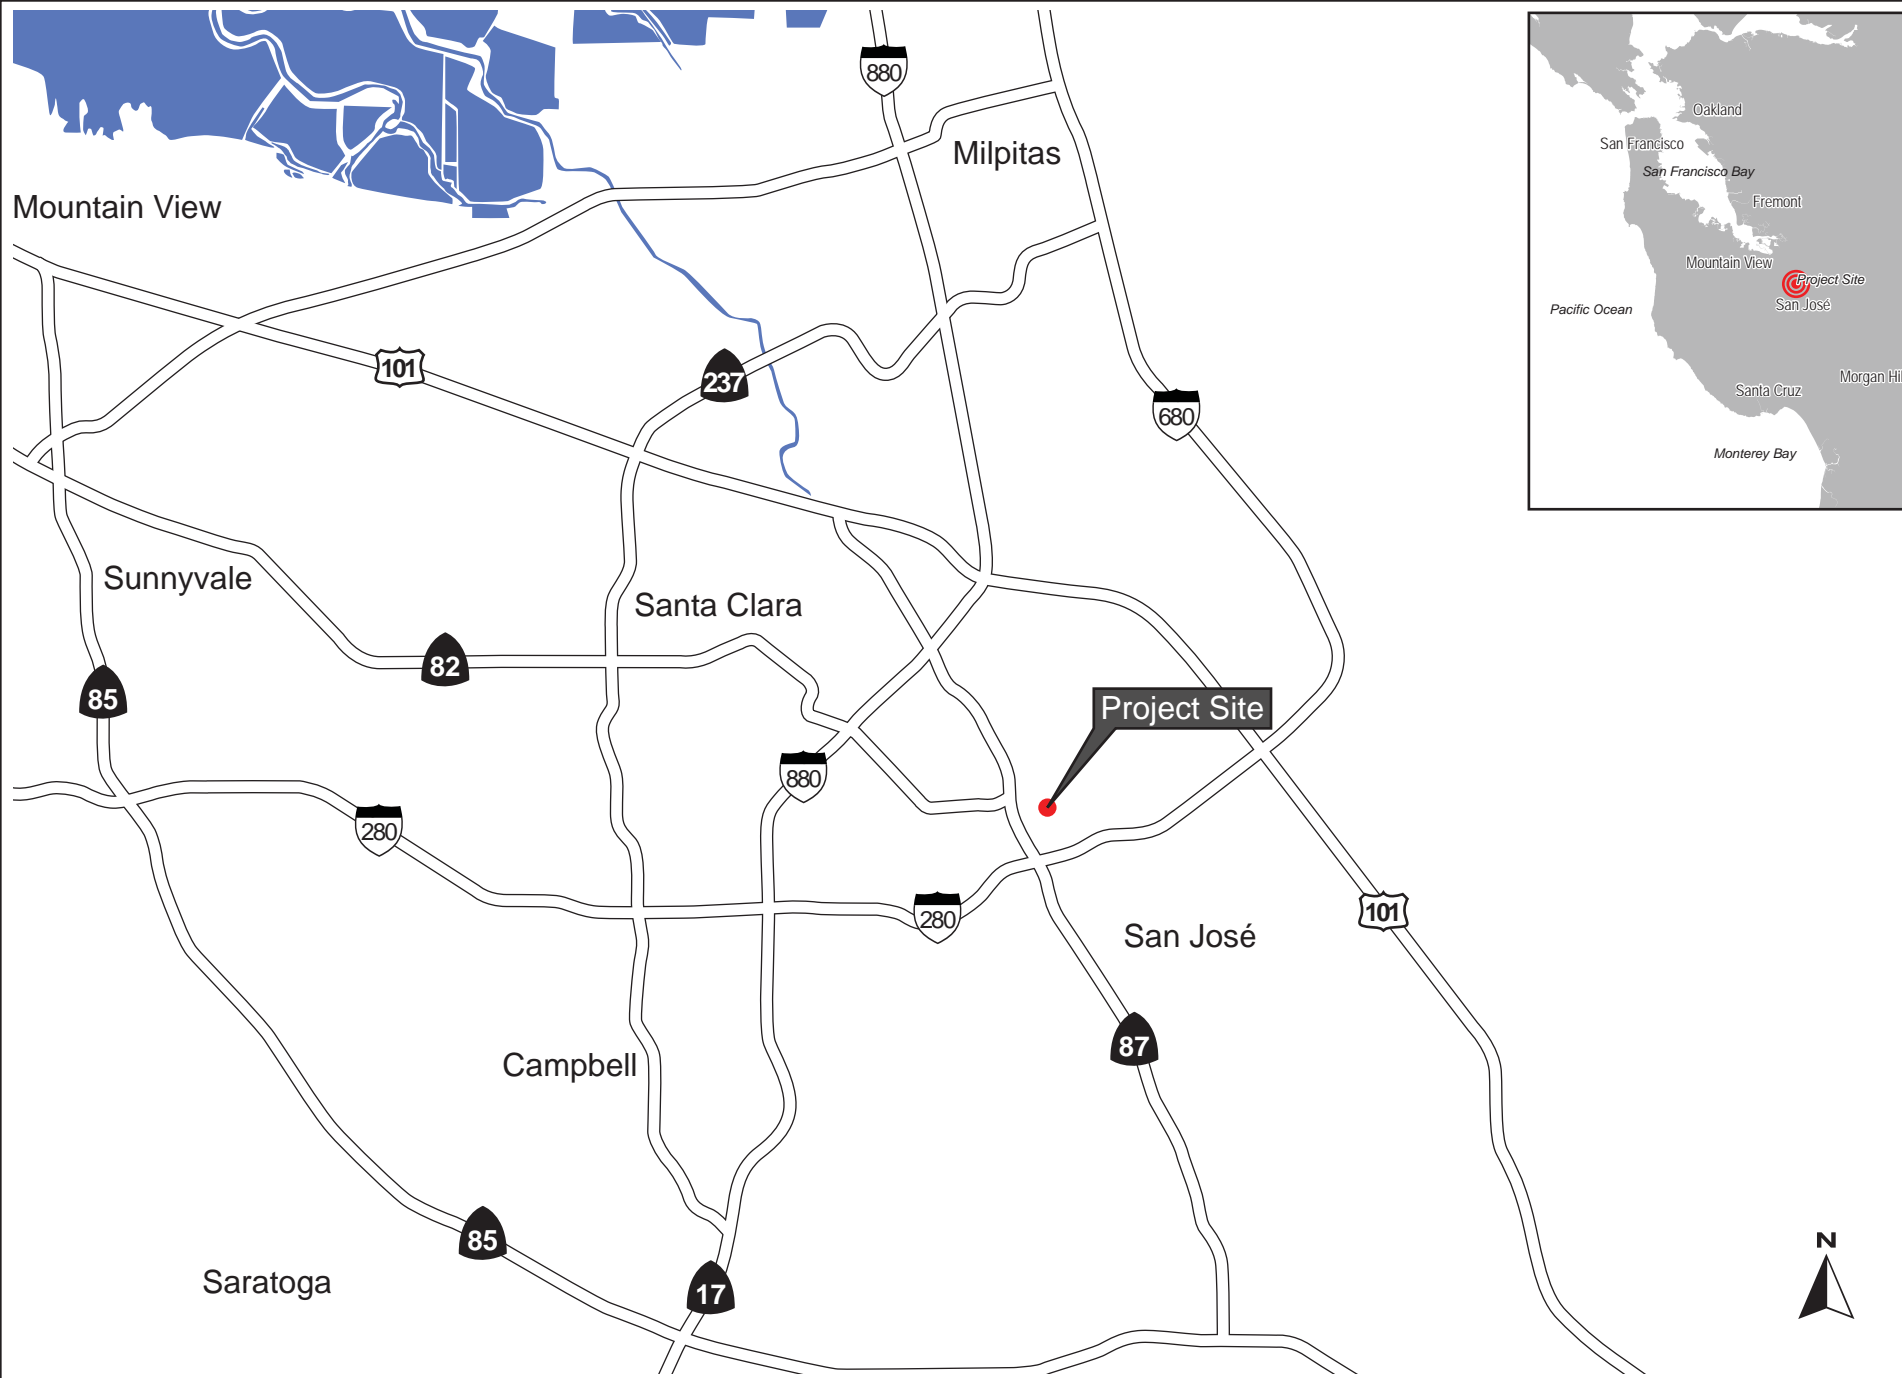 880
Milpitas
Mountain View
101
237
680
Sunnyvale
Santa Clara
82
85
Project Site
880
280
280
101
San José
87
Campbell
85
17
Saratoga
N
Oakland
San Francisco
San Francisco Bay
Fremont
Mountain View
Project Site
San José
Pacific Ocean
Santa Cruz
Morgan Hil
Monterey Bay